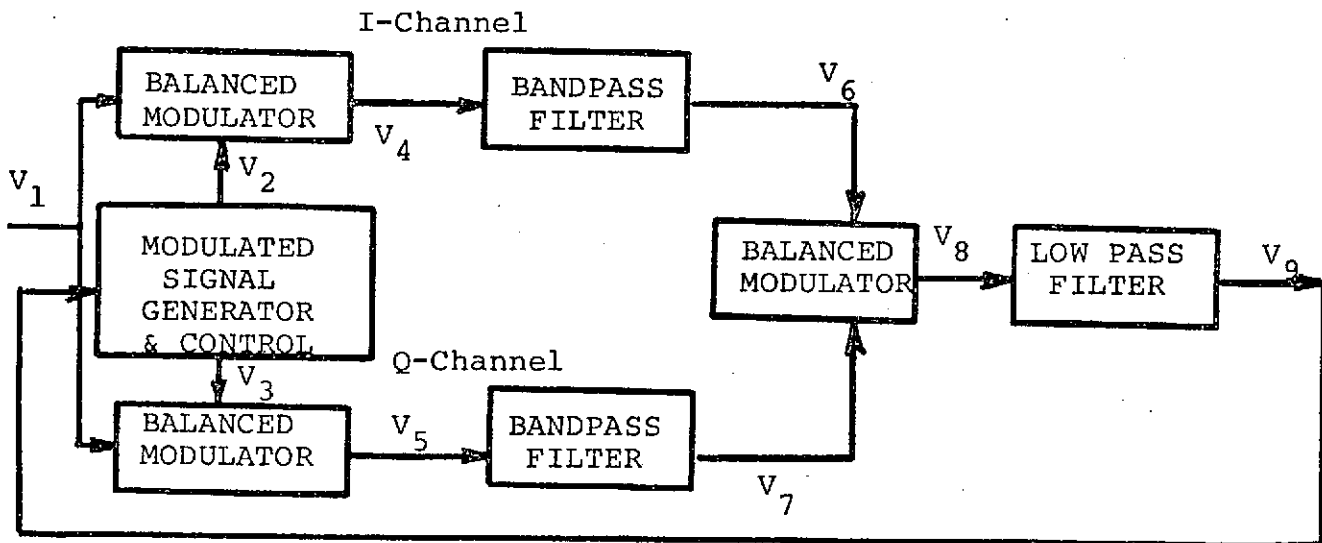 I-Channel
BALANCED
MODULATOR
V4
BANDPASS
FILTER
V6
V1
V2
MODULATED
SIGNAL
GENERATOR
& CONTROL
BALANCED
MODULATOR
V8
LOW PASS
FILTER
V9
Q-Channel
V3
BALANCED
MODULATOR
V5
BANDPASS
FILTER
V7